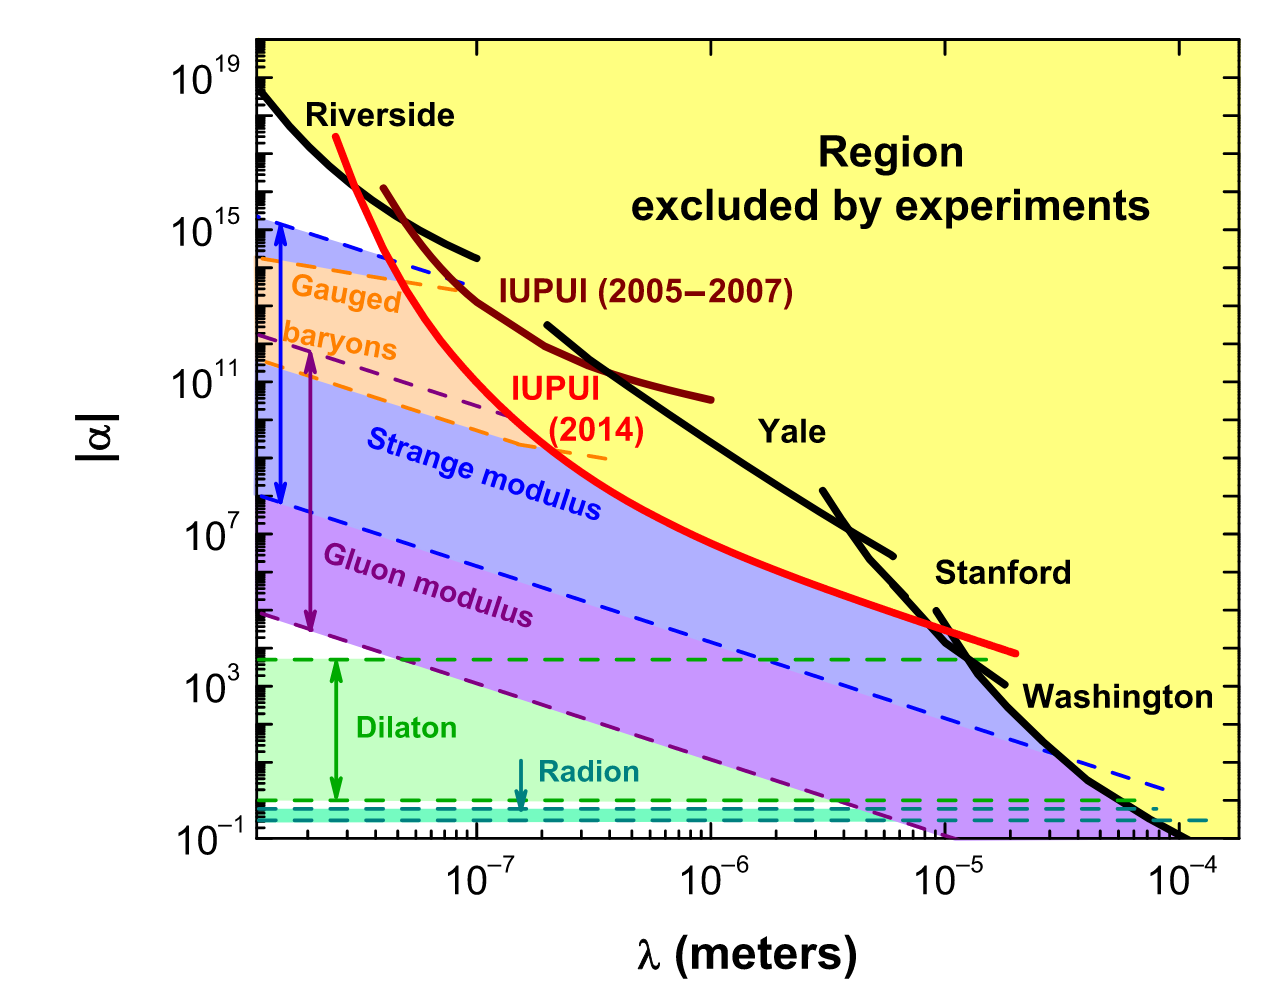 10^19
10^15
10^11
10^7
10^3
10^–1
|α|
Riverside
Region
excluded by experiments
IUPUI (2005–2007)
Gauged
baryons
IUPUI
(2014)
Yale
Strange modulus
Stanford
Gluon modulus
Washington
Dilaton
Radion
10^–7
10^–6
10^–5
10^–4
λ (meters)